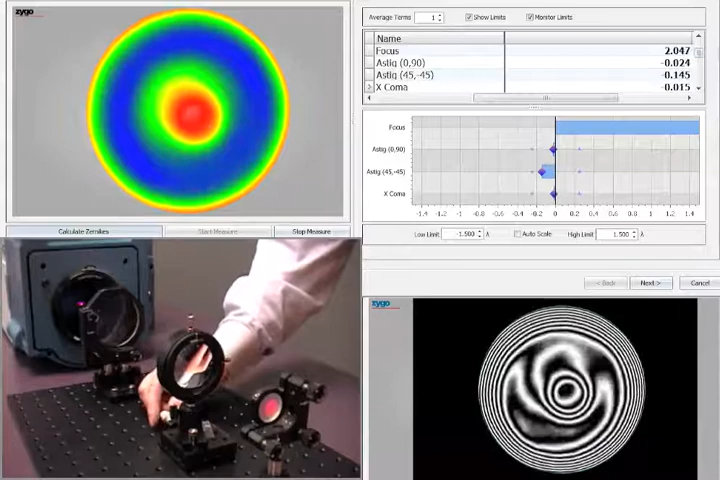 zygo
Average Terms 1 Show Limits Monitor Limits
Name
Focus 2.047
Astig (0,90) -0.024
Astig (45,-45) -0.145
X Coma -0.015
Focus
Astig (0,90)
Astig (45,-45)
X Coma
-1.4 -1.2 -1 -0.8 -0.6 -0.4 -0.2 0 0.2 0.4 0.6 0.8 1 1.2 1.4
Low Limit -1.500 λ Auto Scale High Limit 1.500 λ
Calculate Zernikes Start Measure Stop Measure
< Back Next > Cancel
zygo